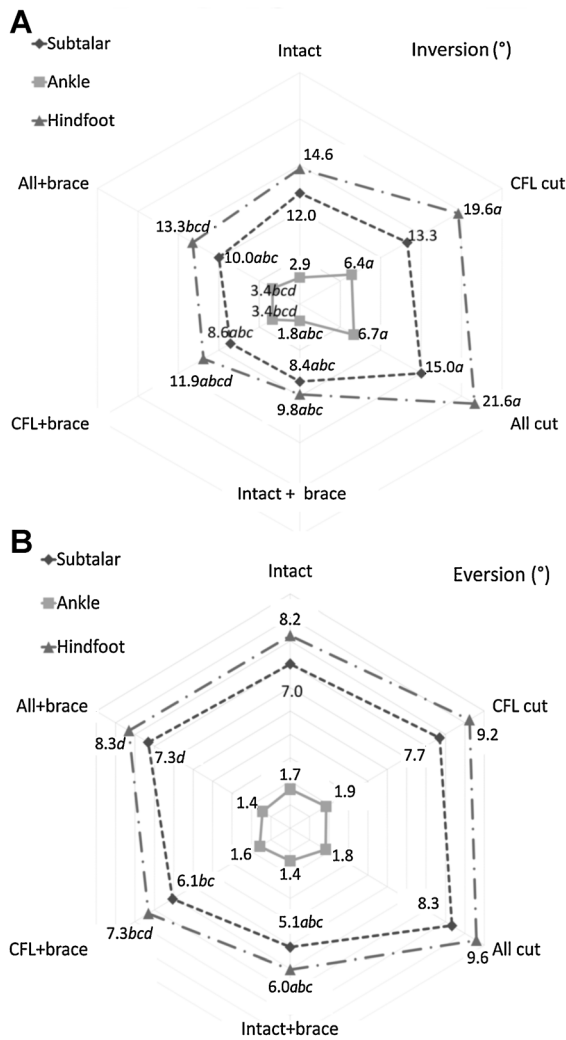 A
Subtalar
Ankle
Hindfoot
Intact
Inversion (°)
14.6
All+brace
CFL cut
19.6a
13.3bcd
12.0
13.3
10.0abc
2.9
6.4a
3.4bcd
3.4bcd
8.6abc
1.8abc
6.7a
8.4abc
15.0a
11.9abcd
9.8abc
21.6a
CFL+brace
All cut
Intact + brace
B
Subtalar
Ankle
Hindfoot
Intact
Eversion (°)
8.2
7.0
All+brace
CFL cut
8.3d
7.3d
7.7
9.2
1.7
1.4
1.9
1.6
1.8
1.4
6.1bc
8.3
5.1abc
7.3bcd
CFL+brace
All cut
9.6
6.0abc
Intact+brace